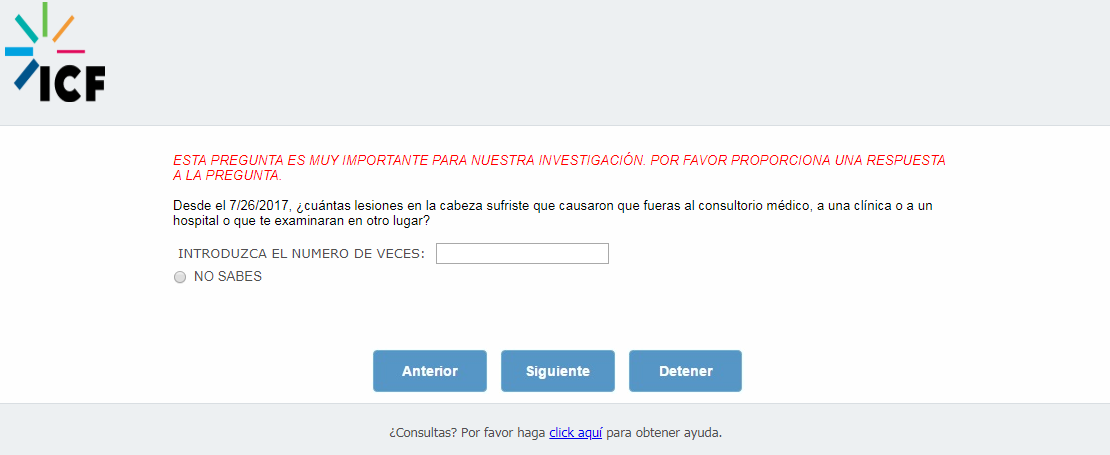 ICF
ESTA PREGUNTA ES MUY IMPORTANTE PARA NUESTRA INVESTIGACIÓN. POR FAVOR PROPORCIONA UNA RESPUESTA
A LA PREGUNTA.
Desde el 7/26/2017, ¿cuántas lesiones en la cabeza sufriste que causaron que fueras al consultorio médico, a una clínica o a un
hospital o que te examinaran en otro lugar?
INTRODUZCA EL NUMERO DE VECES:
NO SABES
Anterior Siguiente Detener
¿Consultas? Por favor haga click aquí para obtener ayuda.